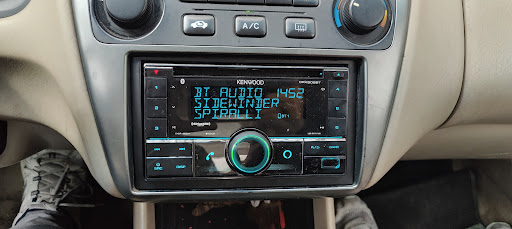 A/C
KENWOOD
BT AUDIO 1452
SIDEWINDER
SPIRALLI